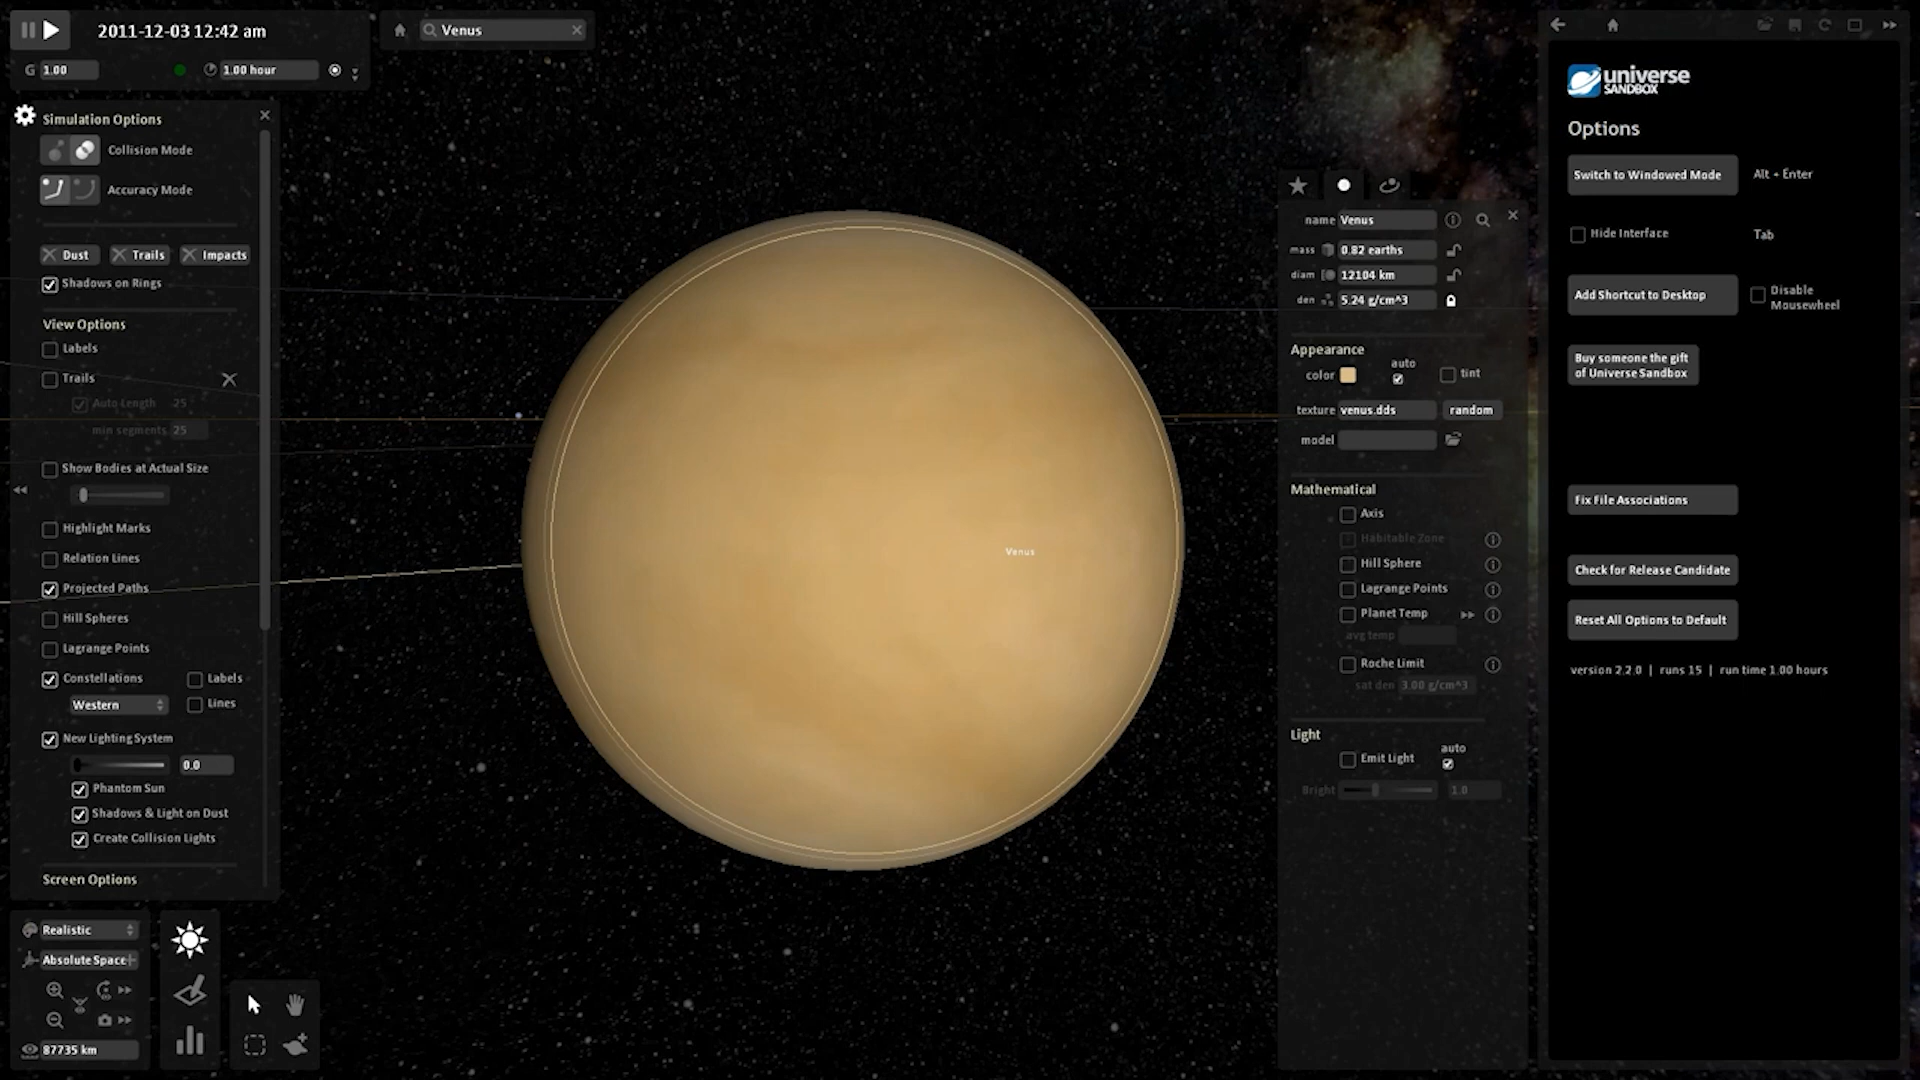 2011-12-03 12:42 am
G 1.00
1.00 hour
Venus
Simulation Options
Collision Mode
Accuracy Mode
Dust
Trails
Impacts
Shadows on Rings
View Options
Labels
Trails
Auto Length 25
min segments 25
Show Bodies at Actual Size
Highlight Marks
Relation Lines
Projected Paths
Hill Spheres
Lagrange Points
Constellations
Labels
Western
Lines
New Lighting System
0.0
Phantom Sun
Shadows & Light on Dust
Create Collision Lights
Screen Options
Realistic
Absolute Space
87735 km
Venus
name Venus
mass 0.82 earths
diam 12104 km
den 5.24 g/cm^3
Appearance
color
auto
tint
texture venus.dds
random
model
Mathematical
Axis
Habitable Zone
Hill Sphere
Lagrange Points
Planet Temp
avg temp
Roche Limit
sat den 3.00 g/cm^3
Light
Emit Light
auto
Bright
1.0
universe
SANDBOX
Options
Switch to Windowed Mode
Alt + Enter
Hide Interface
Tab
Add Shortcut to Desktop
Disable
Mousewheel
Buy someone the gift
of Universe Sandbox
Fix File Associations
Check for Release Candidate
Reset All Options to Default
version 2.2.0 | runs 15 | run time 1.00 hours